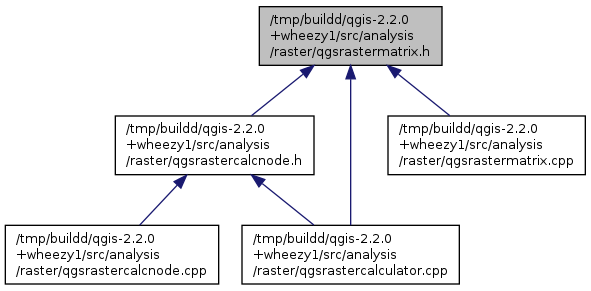 /tmp/buildd/qgis-2.2.0
+wheezy1/src/analysis
/raster/qgsrastermatrix.h
/tmp/buildd/qgis-2.2.0
+wheezy1/src/analysis
/raster/qgsrastercalcnode.h
/tmp/buildd/qgis-2.2.0
+wheezy1/src/analysis
/raster/qgsrastermatrix.cpp
/tmp/buildd/qgis-2.2.0
+wheezy1/src/analysis
/raster/qgsrastercalcnode.cpp
/tmp/buildd/qgis-2.2.0
+wheezy1/src/analysis
/raster/qgsrastercalculator.cpp